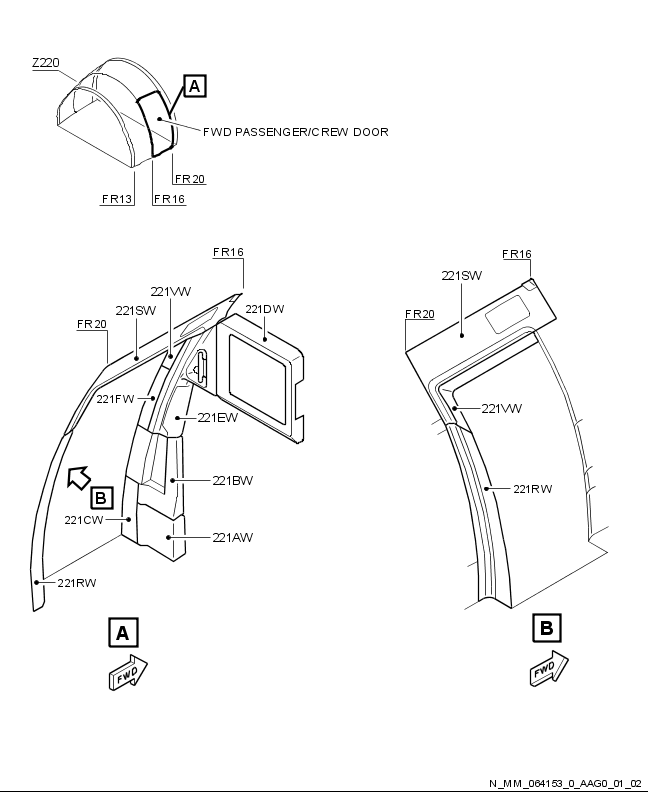 Z220
A
FWD PASSENGER/CREW DOOR
FR20
FR13
FR16
FR16
221VW
221SW
221DW
FR20
221FW
221EW
B
221BW
221CW
221AW
221RW
A
FWD
FR16
221SW
FR20
221VW
221RW
B
FWD
N_MM_064153_0_AAG0_01_02